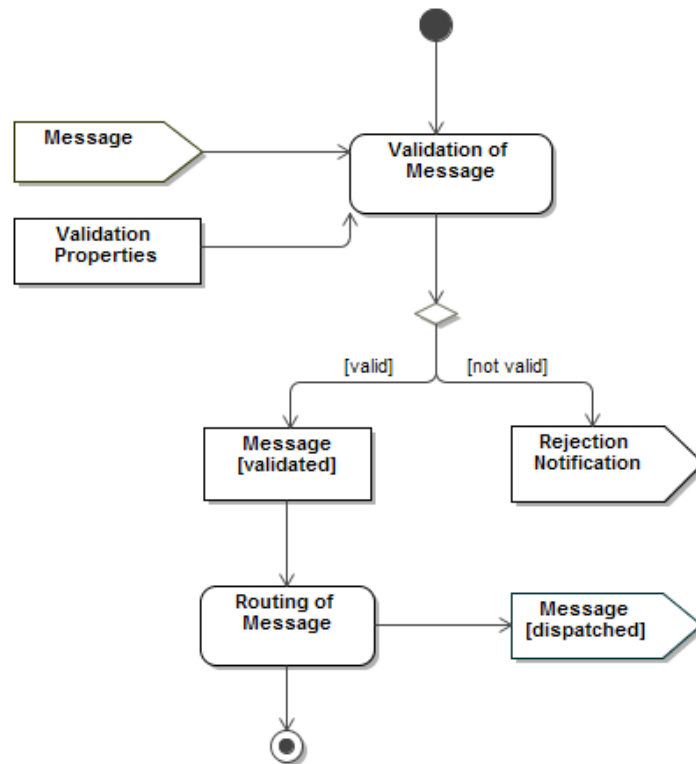 Message
Validation of
Message
Validation
Properties
[valid]
[not valid]
Message
[validated]
Rejection
Notification
Routing of
Message
Message
[dispatched]